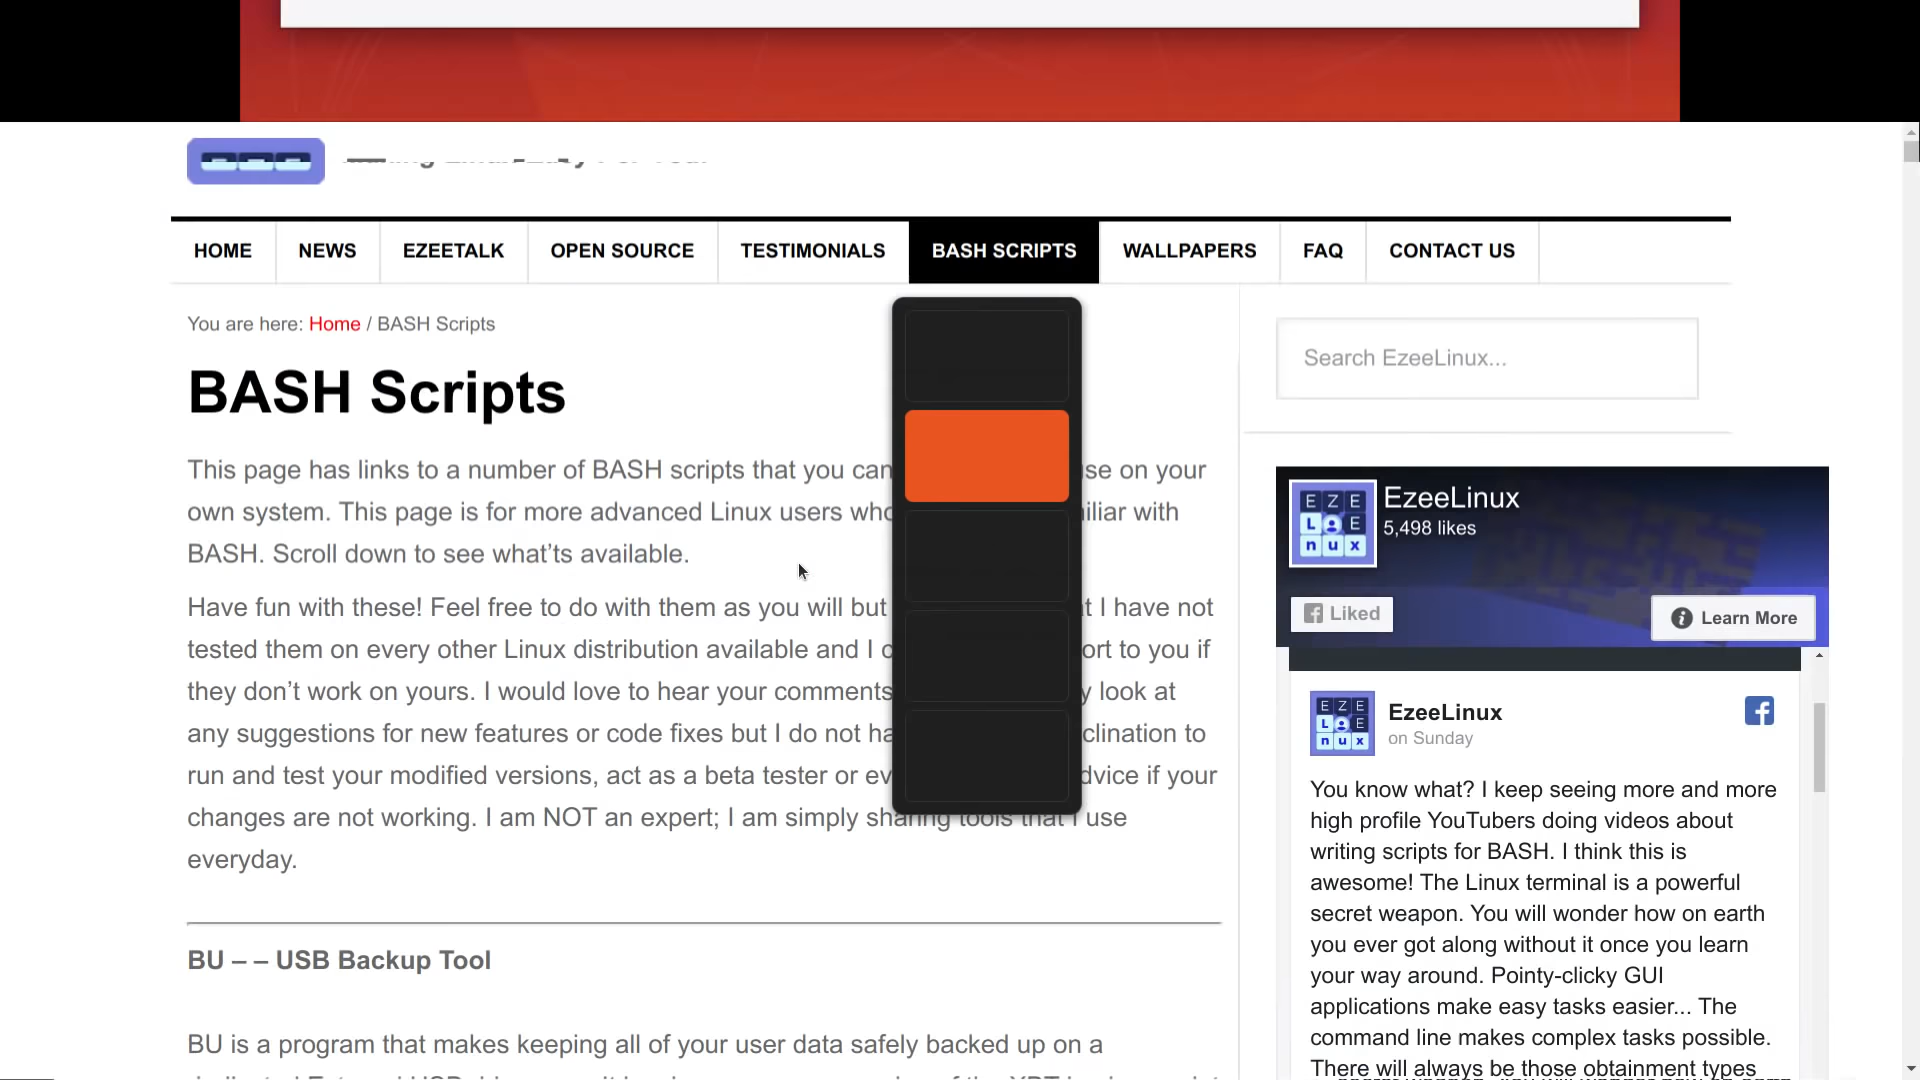 HOME NEWS EZEETALK OPEN SOURCE TESTIMONIALS BASH SCRIPTS WALLPAPERS FAQ CONTACT US
You are here: Home / BASH Scripts
BASH Scripts
This page has links to a number of BASH scripts that you can se on your
own system. This page is for more advanced Linux users who iliar with
BASH. Scroll down to see what’ts available.
Have fun with these! Feel free to do with them as you will but t I have not
tested them on every other Linux distribution available and I ort to you if
they don’t work on yours. I would love to hear your comments y look at
any suggestions for new features or code fixes but I do not ha clination to
run and test your modified versions, act as a beta tester or ev dvice if your
changes are not working. I am NOT an expert; I am simply sharing tools that I use
everyday.
BU – – USB Backup Tool
BU is a program that makes keeping all of your user data safely backed up on a
Search EzeeLinux...
EZE
L EE
nux
EzeeLinux
5,498 likes
Liked
Learn More
EZE
L EE
nux
EzeeLinux
on Sunday
You know what? I keep seeing more and more
high profile YouTubers doing videos about
writing scripts for BASH. I think this is
awesome! The Linux terminal is a powerful
secret weapon. You will wonder how on earth
you ever got along without it once you learn
your way around. Pointy-clicky GUI
applications make easy tasks easier... The
command line makes complex tasks possible.
There will always be those obtainment types